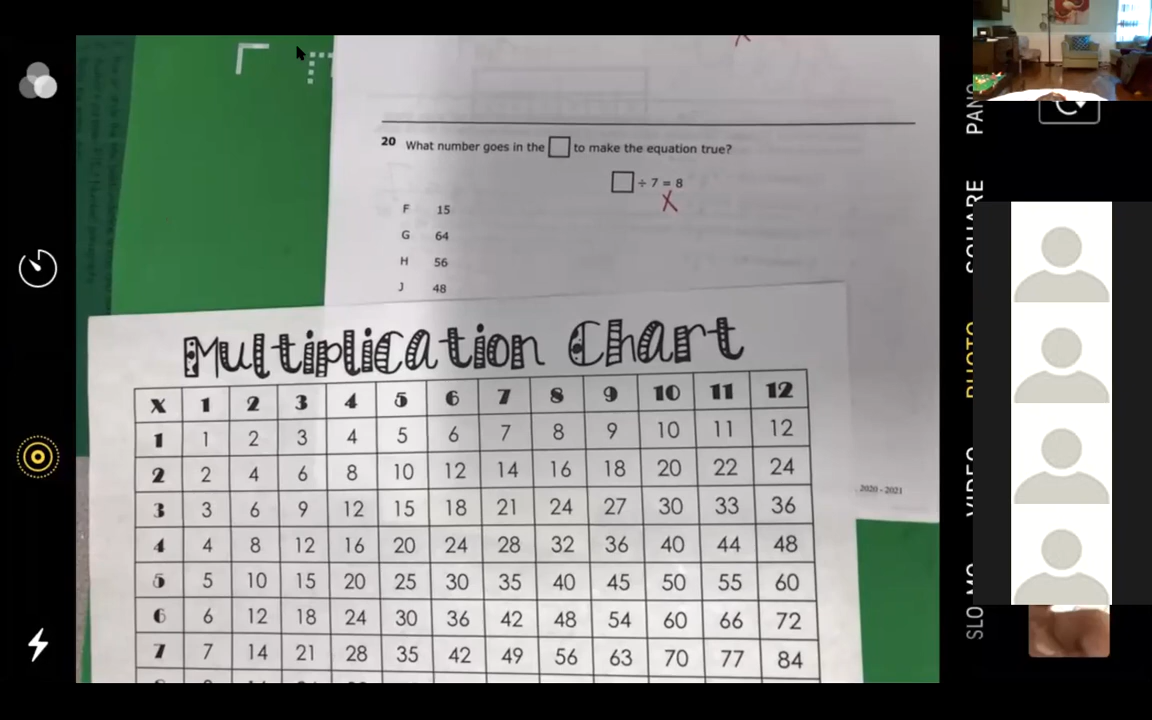 20 What number goes in the □ to make the equation true?
□ ÷ 7 = 8
X
F 15
G 64
H 56
J 48
Multiplication Chart
X 1 2 3 4 5 6 7 8 9 10 11 12
1 1 2 3 4 5 6 7 8 9 10 11 12
2 2 4 6 8 10 12 14 16 18 20 22 24
3 3 6 9 12 15 18 21 24 27 30 33 36
4 4 8 12 16 20 24 28 32 36 40 44 48
5 5 10 15 20 25 30 35 40 45 50 55 60
6 6 12 18 24 30 36 42 48 54 60 66 72
7 7 14 21 28 35 42 49 56 63 70 77 84
2020 - 2021
PANO
SQUARE
PHOTO
VIDEO
SLO-MO